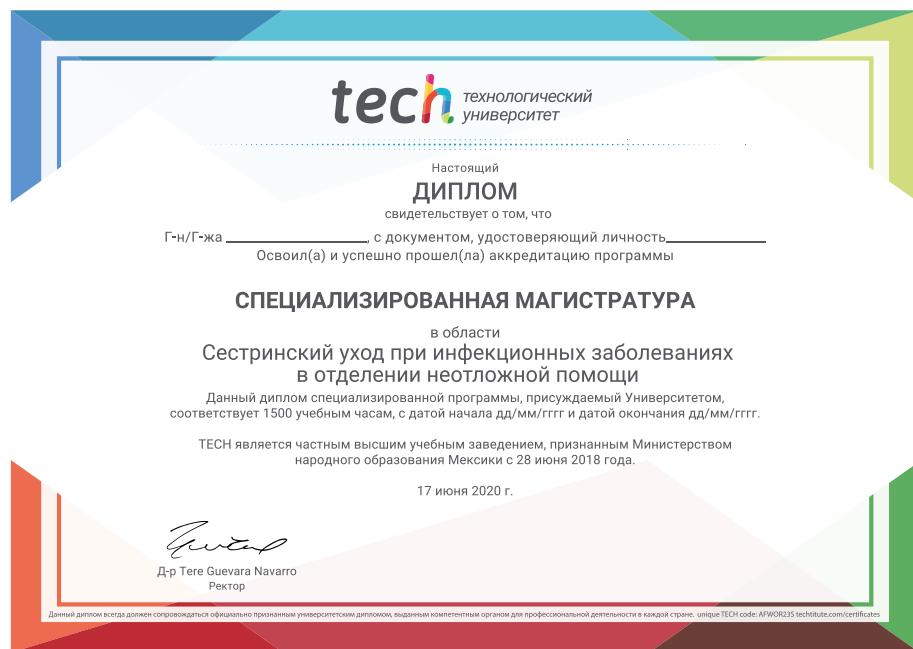 tech технологический
университет
Настоящий
ДИПЛОМ
свидетельствует о том, что
Г-н/Г-жа ____________________, с документом, удостоверяющий личность______________
Освоил(а) и успешно прошел(ла) аккредитацию программы
СПЕЦИАЛИЗИРОВАННАЯ МАГИСТРАТУРА
в области
Сестринский уход при инфекционных заболеваниях
в отделении неотложной помощи
Данный диплом специализированной программы, присуждаемый Университетом,
соответствует 1500 учебным часам, с датой начала дд/мм/гггг и датой окончания дд/мм/гггг.
TECH является частным высшим учебным заведением, признанным Министерством
народного образования Мексики с 28 июня 2018 года.
17 июня 2020 г.
Д-р Tere Guevara Navarro
Ректор
Данный диплом всегда должен сопровождаться официально признанным университетским дипломом, выданным компетентным органом для профессиональной деятельности в каждой стране. unique TECH code: AFWOR23S techtitute.com/certificates